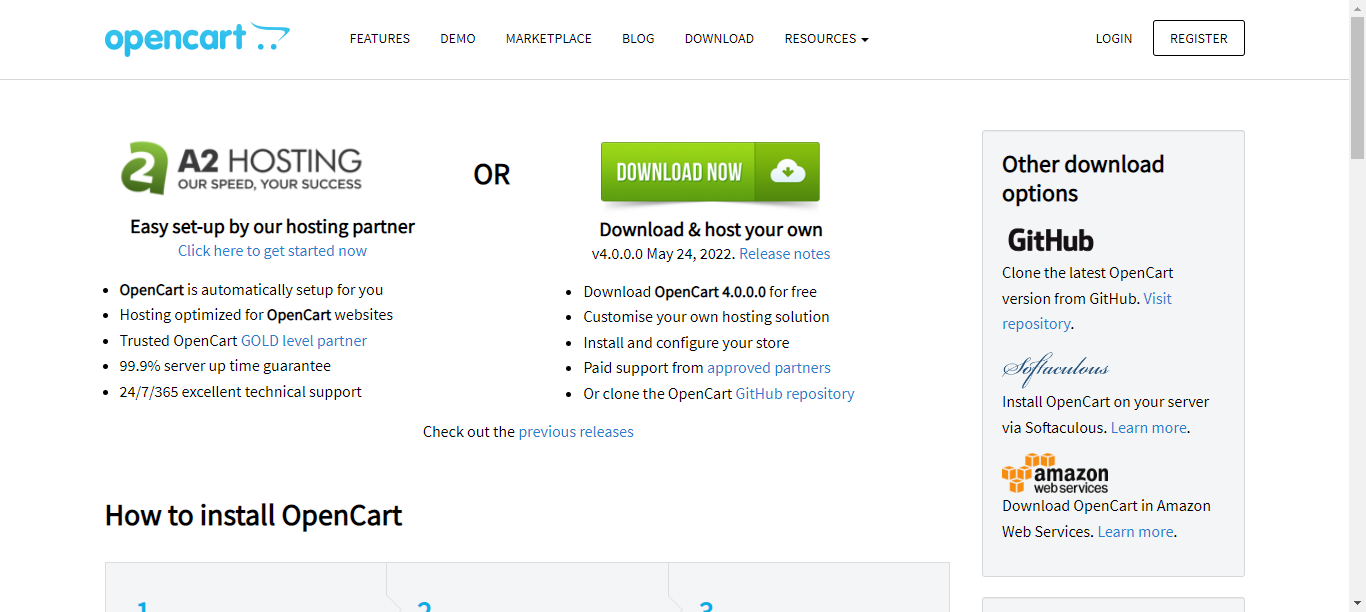 opencart
FEATURES DEMO MARKETPLACE BLOG DOWNLOAD RESOURCES
LOGIN REGISTER
A2 HOSTING
OUR SPEED, YOUR SUCCESS
Easy set-up by our hosting partner
Click here to get started now
OpenCart is automatically setup for you
Hosting optimized for OpenCart websites
Trusted OpenCart GOLD level partner
99.9% server up time guarantee
24/7/365 excellent technical support
OR
DOWNLOAD NOW
Download & host your own
v4.0.0.0 May 24, 2022. Release notes
Download OpenCart 4.0.0.0 for free
Customise your own hosting solution
Install and configure your store
Paid support from approved partners
Or clone the OpenCart GitHub repository
Check out the previous releases
Other download
options
GitHub
Clone the latest OpenCart
version from GitHub. Visit
repository.
Softaculous
Install OpenCart on your server
via Softaculous. Learn more.
amazon
web services
Download OpenCart in Amazon
Web Services. Learn more.
How to install OpenCart
1 2 3